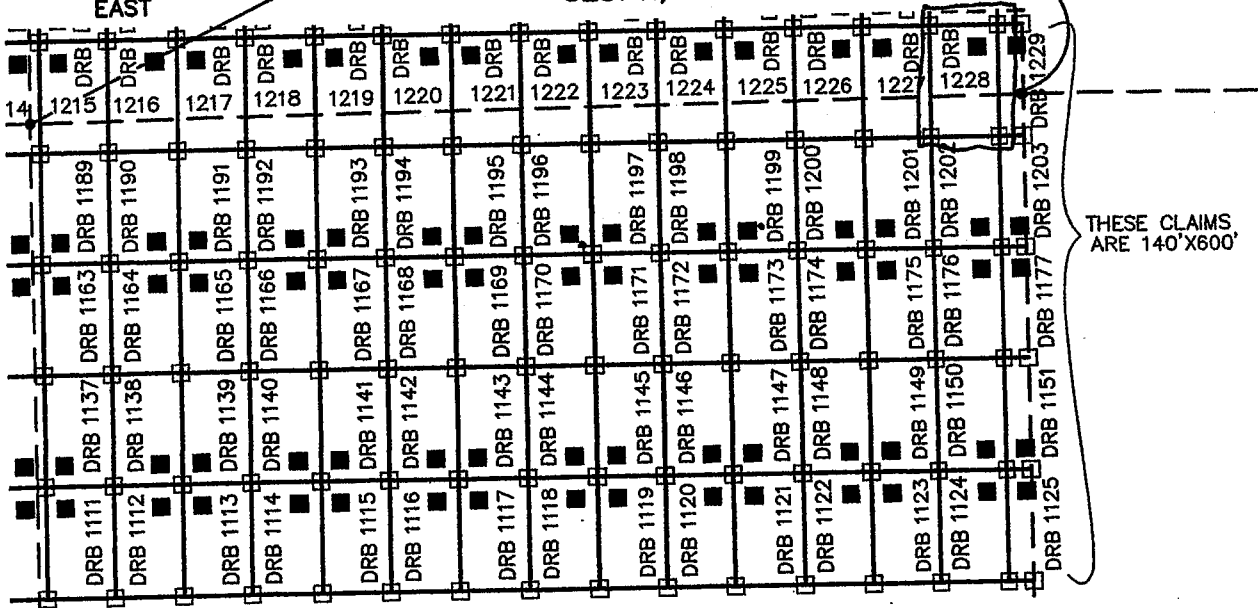 EAST
DRB DRB DRB DRB DRB DRB DRB DRB DRB DRB DRB DRB DRB DRB
14 1215 1216 1217 1218 1219 1220 1221 1222 1223 1224 1225 1226 1227 1228 DRB 1229
DRB 1189 DRB 1190 DRB 1191 DRB 1192 DRB 1193 DRB 1194 DRB 1195 DRB 1196 DRB 1197 DRB 1198 DRB 1199 DRB 1200 DRB 1201 DRB 1202 DRB 1203
THESE CLAIMS
ARE 140'X600'
DRB 1163 DRB 1164 DRB 1165 DRB 1166 DRB 1167 DRB 1168 DRB 1169 DRB 1170 DRB 1171 DRB 1172 DRB 1173 DRB 1174 DRB 1175 DRB 1176 DRB 1177
DRB 1137 DRB 1138 DRB 1139 DRB 1140 DRB 1141 DRB 1142 DRB 1143 DRB 1144 DRB 1145 DRB 1146 DRB 1147 DRB 1148 DRB 1149 DRB 1150 DRB 1151
DRB 1111 DRB 1112 DRB 1113 DRB 1114 DRB 1115 DRB 1116 DRB 1117 DRB 1118 DRB 1119 DRB 1120 DRB 1121 DRB 1122 DRB 1123 DRB 1124 DRB 1125